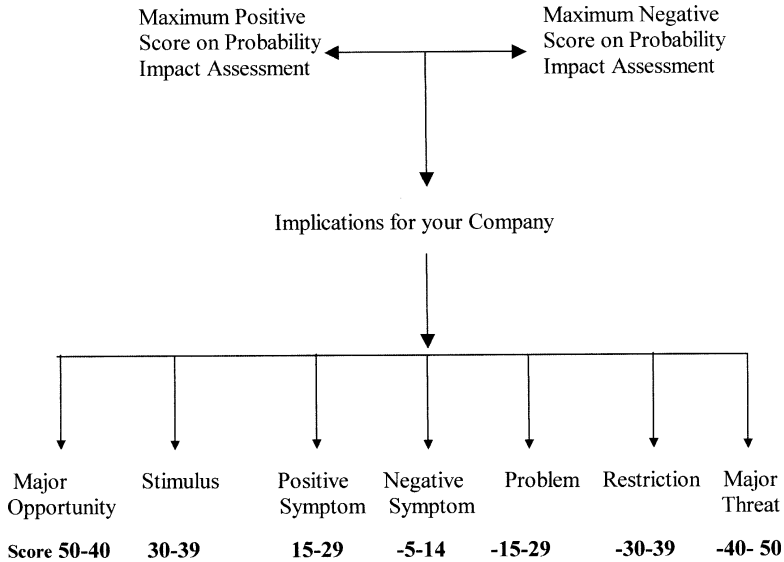 Maximum Positive
Score on Probability
Impact Assessment
Maximum Negative
Score on Probability
Impact Assessment
Implications for your Company
Major
Opportunity
Stimulus
Positive
Symptom
Negative
Symptom
Problem
Restriction
Major
Threat
Score 50-40
30-39
15-29
-5-14
-15-29
-30-39
-40- 50